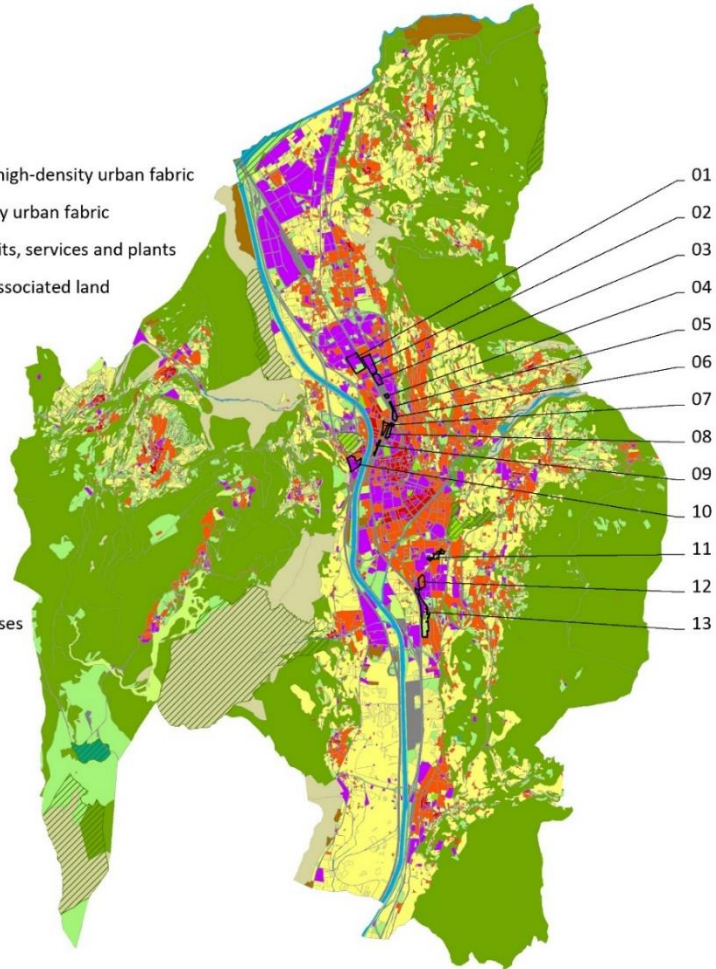 high-density urban fabric
y urban fabric
its, services and plants
ssociated land
ses
01
02
03
04
05
06
07
08
09
10
11
12
13